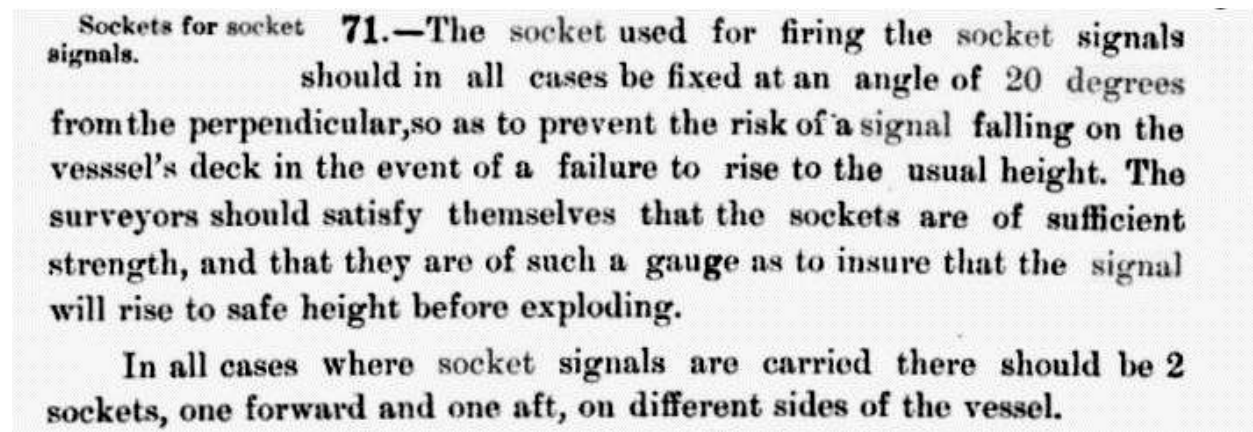 Sockets for socket signals.
71.—The socket used for firing the socket signals
should in all cases be fixed at an angle of 20 degrees
from the perpendicular,so as to prevent the risk of a signal falling on the
vesssel's deck in the event of a failure to rise to the usual height. The
surveyors should satisfy themselves that the sockets are of sufficient
strength, and that they are of such a gauge as to insure that the signal
will rise to safe height before exploding.
In all cases where socket signals are carried there should be 2
sockets, one forward and one aft, on different sides of the vessel.